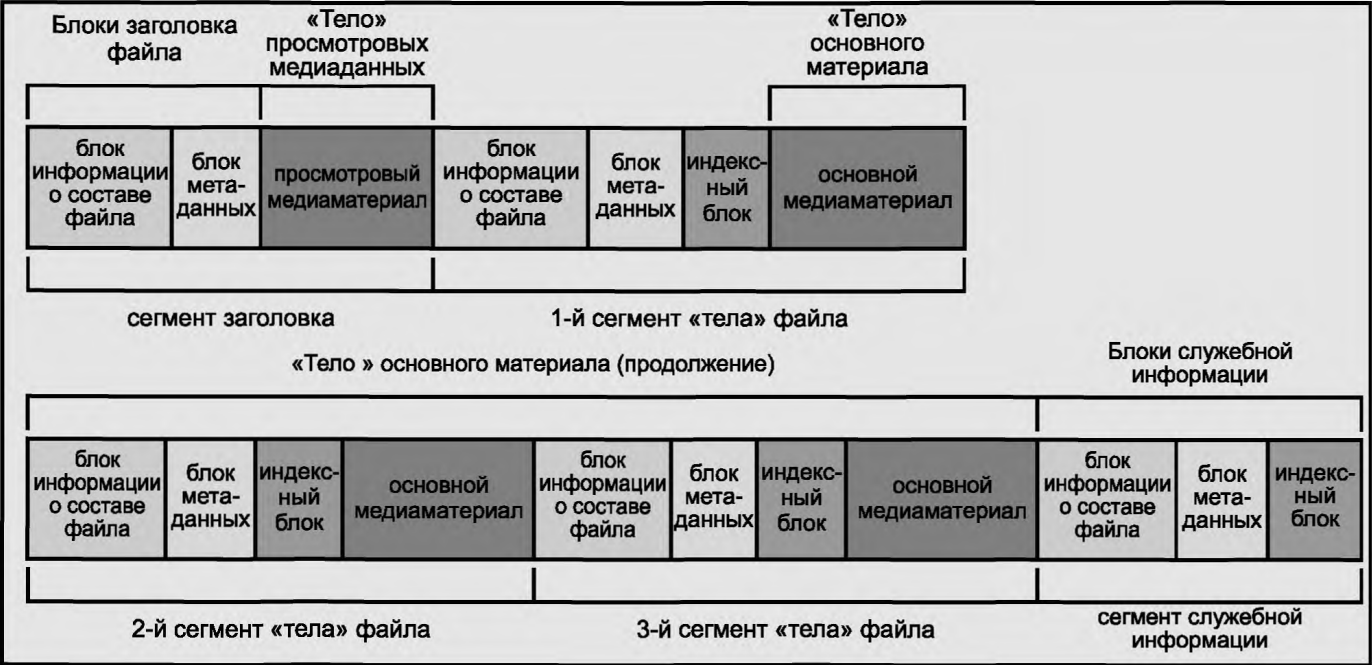 Блоки заголовка
файла
«Тело»
просмотровых
медиаданных
«Тело»
основного
материала
блок
информации
о составе
файла
блок
мета-
данных
просмотровый
медиаматериал
блок
информации
о составе
файла
блок
мета-
данных
индекс-
ный
блок
основной
медиаматериал
сегмент заголовка
1-й сегмент «тела» файла
«Тело » основного материала (продолжение)
Блоки служебной
информации
блок
информации
о составе
файла
блок
мета-
данных
индекс-
ный
блок
основной
медиаматериал
блок
информации
о составе
файла
блок
мета-
данных
индекс-
ный
блок
основной
медиаматериал
блок
информации
о составе
файла
блок
мета-
данных
индекс-
ный
блок
2-й сегмент «тела» файла
3-й сегмент «тела» файла
сегмент служебной
информации